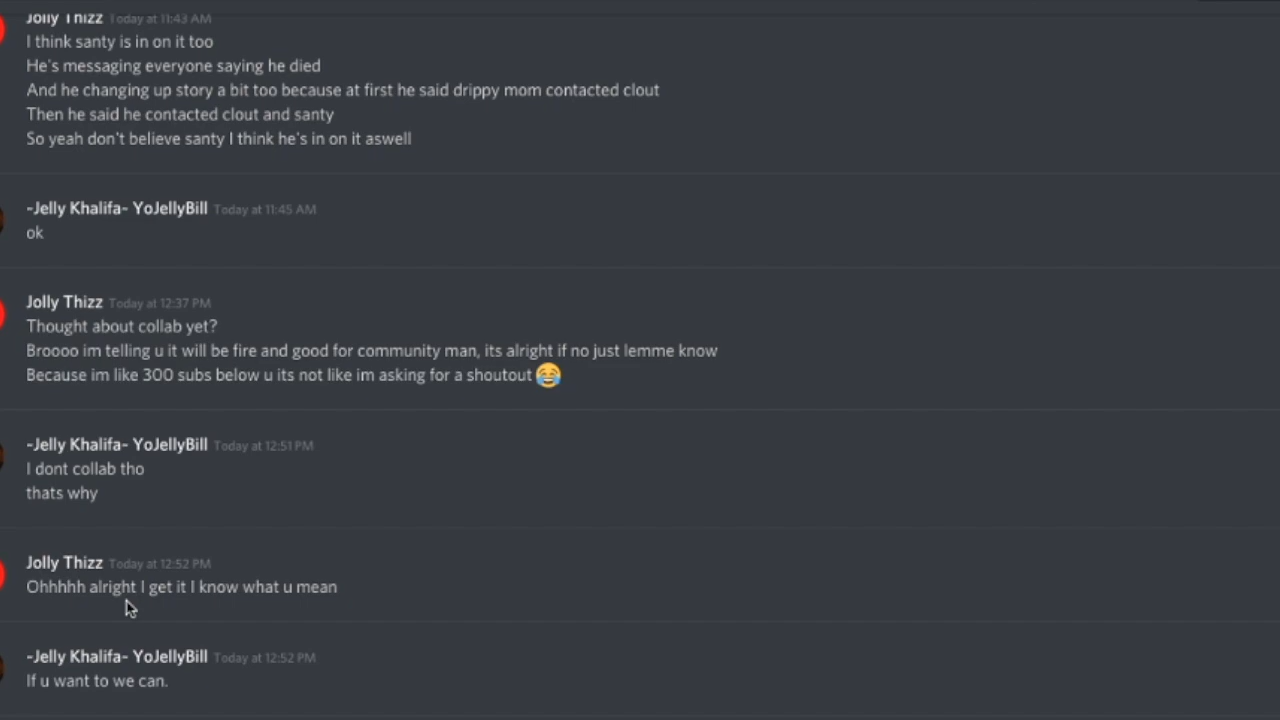 Jolly Thizz Today at 11:43 AM
I think santy is in on it too
He's messaging everyone saying he died
And he changing up story a bit too because at first he said drippy mom contacted clout
Then he said he contacted clout and santy
So yeah don't believe santy I think he's in on it aswell
-Jelly Khalifa- YoJellyBill Today at 11:45 AM
ok
Jolly Thizz Today at 12:37 PM
Thought about collab yet?
Broooo im telling u it will be fire and good for community man, its alright if no just lemme know
Because im like 300 subs below u its not like im asking for a shoutout 😂
-Jelly Khalifa- YoJellyBill Today at 12:51 PM
I dont collab tho
thats why
Jolly Thizz Today at 12:52 PM
Ohhhhh alright I get it I know what u mean
-Jelly Khalifa- YoJellyBill Today at 12:52 PM
If u want to we can.